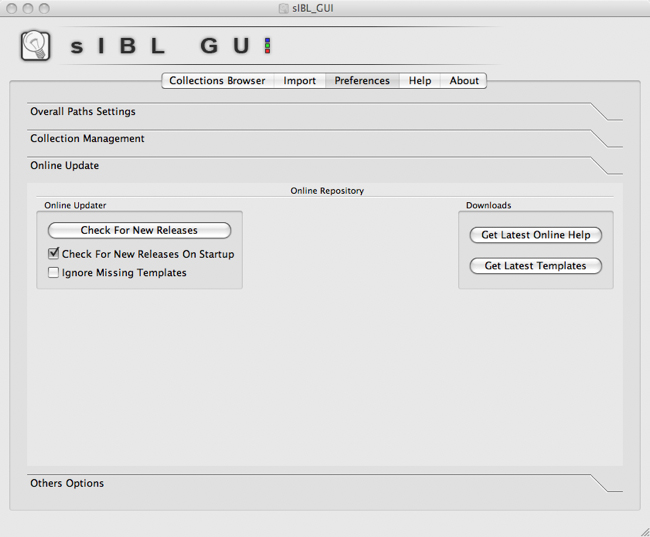 sIBL_GUI
sIBL GUI
Collections Browser Import Preferences Help About
Overall Paths Settings
Collection Management
Online Update
Online Repository
Online Updater Downloads
Check For New Releases Get Latest Online Help
Check For New Releases On Startup
Ignore Missing Templates Get Latest Templates
Others Options